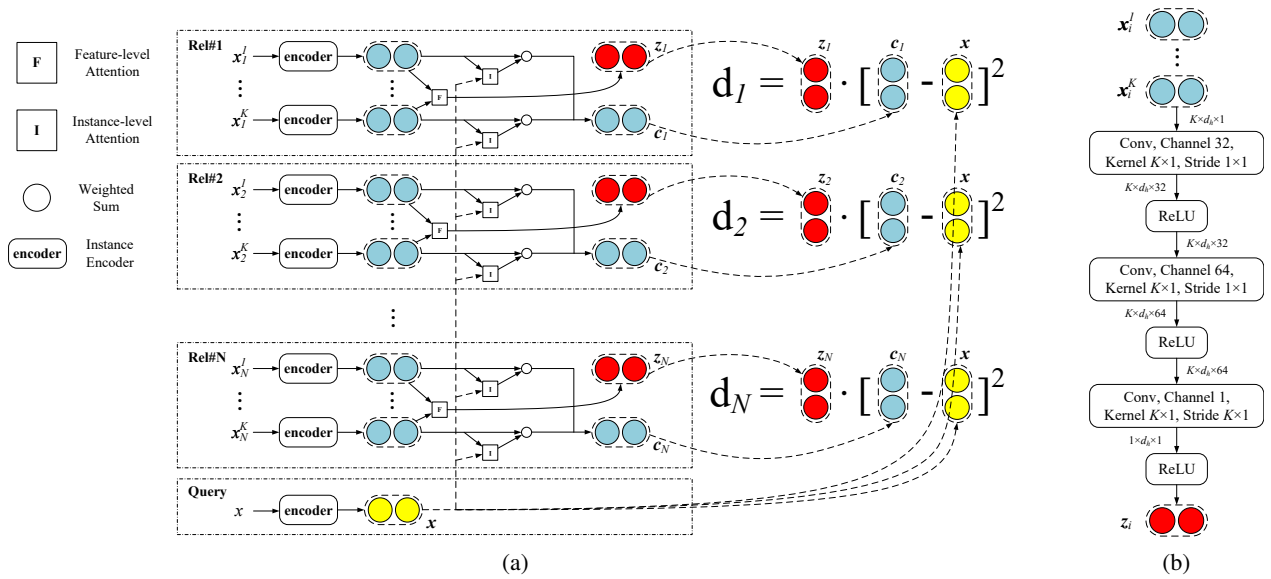 F
Feature-level
Attention
I
Instance-level
Attention
Weighted
Sum
encoder
Instance
Encoder
Rel#1
x_1^1 encoder
z_1
I
F
⋮ ⋮
x_1^K encoder
I
c_1
d_1 = z_1 · [ c_1 - x ]^2
Rel#2
x_2^1 encoder
z_2
I
F
⋮ ⋮
x_2^K encoder
I
c_2
d_2 = z_2 · [ c_2 - x ]^2
⋮ ⋮
Rel#N
x_N^1 encoder
z_N
I
F
⋮ ⋮
x_N^K encoder
I
c_N
d_N = z_N · [ c_N - x ]^2
Query
x encoder x
(a)
x_i^1
⋮
x_i^K
K×d_h×1
Conv, Channel 32,
Kernel K×1, Stride 1×1
K×d_h×32
ReLU
K×d_h×32
Conv, Channel 64,
Kernel K×1, Stride 1×1
K×d_h×64
ReLU
K×d_h×64
Conv, Channel 1,
Kernel K×1, Stride K×1
1×d_h×1
ReLU
z_i
(b)